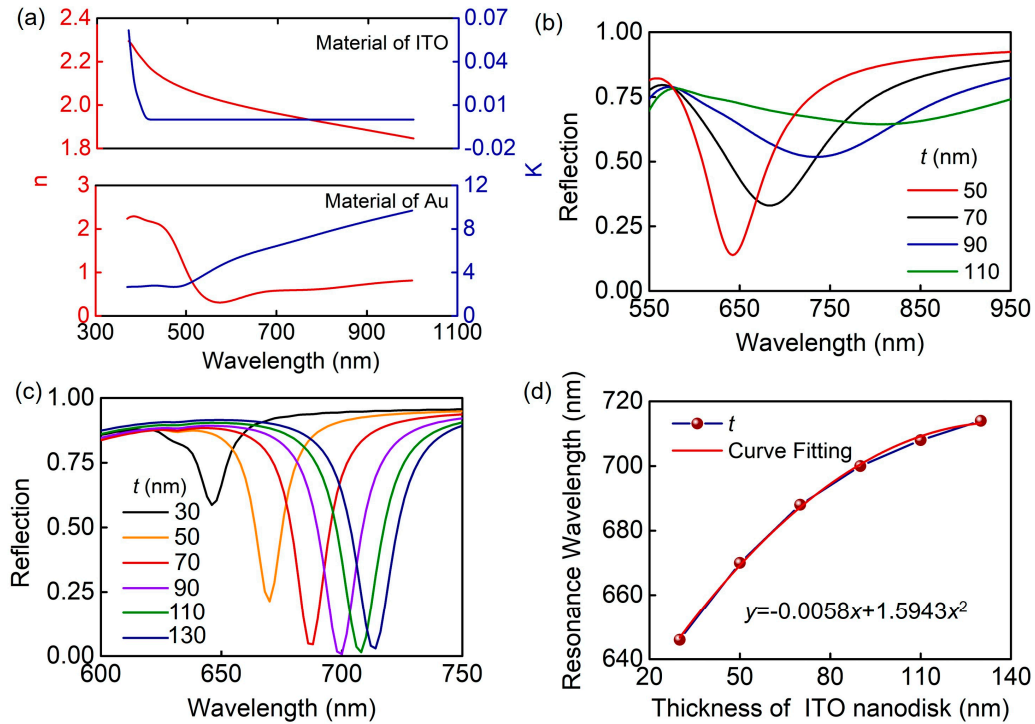 (a)
2.4
2.2
2.0
1.8
0.07
0.04
0.01
-0.02
Material of ITO
n
K
3
2
1
0
12
8
4
0
Material of Au
300 500 700 900 1100
Wavelength (nm)
(b)
1.00
0.75
0.50
0.25
0.00
Reflection
t (nm)
50
70
90
110
550 650 750 850 950
Wavelength (nm)
(c)
1.00
0.75
0.50
0.25
0.00
Reflection
t (nm)
30
50
70
90
110
130
600 650 700 750
Wavelength (nm)
(d)
720
700
680
660
640
Resonance Wavelength (nm)
t
Curve Fitting
y=-0.0058x+1.5943x²
20 50 80 110 140
Thickness of ITO nanodisk (nm)